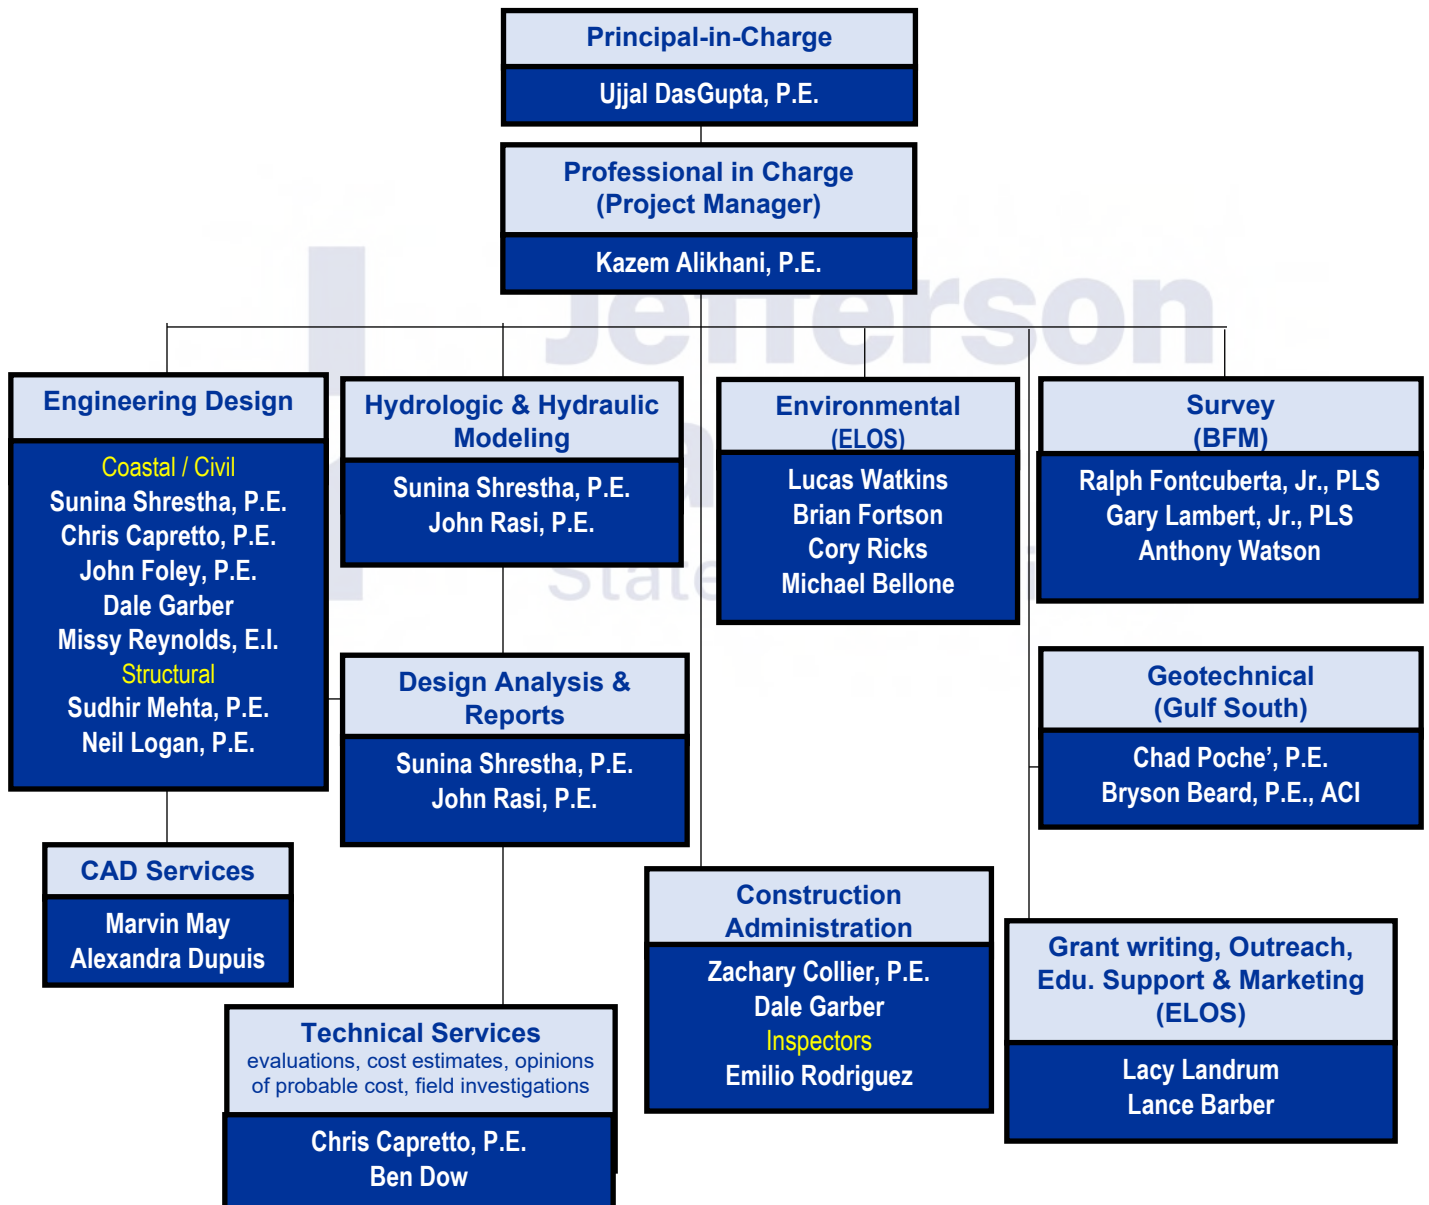 Principal-in-Charge
Ujjal DasGupta, P.E.
Professional in Charge
(Project Manager)
Kazem Alikhani, P.E.
Jefferson
Engineering Design
Coastal / Civil
Sunina Shrestha, P.E.
Chris Capretto, P.E.
John Foley, P.E.
Dale Garber
Missy Reynolds, E.I.
Structural
Sudhir Mehta, P.E.
Neil Logan, P.E.
Hydrologic & Hydraulic
Modeling
Sunina Shrestha, P.E.
John Rasi, P.E.
Environmental
(ELOS)
Lucas Watkins
Brian Fortson
Cory Ricks
Michael Bellone
Survey
(BFM)
Ralph Fontcuberta, Jr., PLS
Gary Lambert, Jr., PLS
Anthony Watson
State
Design Analysis &
Reports
Sunina Shrestha, P.E.
John Rasi, P.E.
Geotechnical
(Gulf South)
Chad Poche’, P.E.
Bryson Beard, P.E., ACI
CAD Services
Marvin May
Alexandra Dupuis
Construction
Administration
Zachary Collier, P.E.
Dale Garber
Inspectors
Emilio Rodriguez
Grant writing, Outreach,
Edu. Support & Marketing
(ELOS)
Lacy Landrum
Lance Barber
Technical Services
evaluations, cost estimates, opinions
of probable cost, field investigations
Chris Capretto, P.E.
Ben Dow